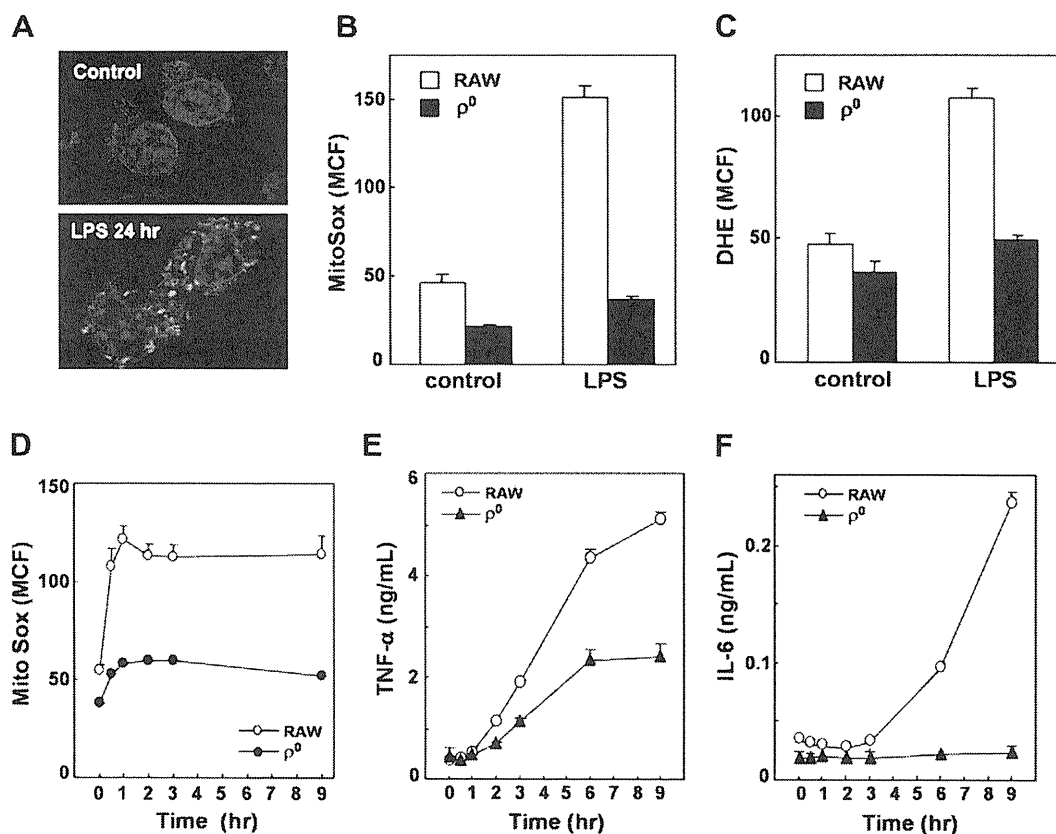 A
Control
LPS 24 hr
B
MitoSox (MCF)
150
100
50
0
RAW
ρ⁰
control
LPS
C
DHE (MCF)
100
50
0
RAW
ρ⁰
control
LPS
D
Mito Sox (MCF)
150
100
50
0
RAW
ρ⁰
0 1 2 3 4 5 6 7 8 9
Time (hr)
E
TNF-α (ng/mL)
6
4
2
0
RAW
ρ⁰
0 1 2 3 4 5 6 7 8 9
Time (hr)
F
IL-6 (ng/mL)
0.2
0.1
0
RAW
ρ⁰
0 1 2 3 4 5 6 7 8 9
Time (hr)